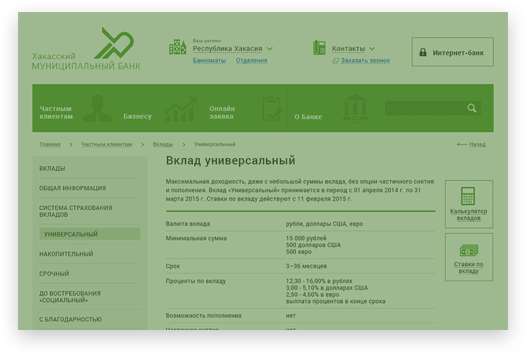 Хакасский
МУНИЦИПАЛЬНЫЙ БАНК
Ваш регион
Республика Хакасия
Банкоматы Отделения
Контакты
Заказать звонок
Интернет-банк
Частным
клиентам
Бизнесу
Онлайн
заявка
О Банке
Главная
Частным клиентам
Вклады
Универсальный
Назад
ВКЛАДЫ
ОБЩАЯ ИНФОРМАЦИЯ
СИСТЕМА СТРАХОВАНИЯ
ВКЛАДОВ
УНИВЕРСАЛЬНЫЙ
НАКОПИТЕЛЬНЫЙ
СРОЧНЫЙ
ДО ВОСТРЕБОВАНИЯ
«СОЦИАЛЬНЫЙ»
С БЛАГОДАРНОСТЬЮ
Вклад универсальный
Максимальная доходность, даже с небольшой суммы вклада, без опции частичного снятия
и пополнения. Вклад «Универсальный» принимается в период с 01 апреля 2014 г. по 31
марта 2015 г. Ставки по вкладу действуют с 11 февраля 2015 г.
Валюта вклада рубли, доллары США, евро
Минимальная сумма 15 000 рублей
500 долларов США
500 евро
Срок 3–36 месяцев
Проценты по вкладу 12,30 - 16,00% в рублях
3,00 - 5,10% в долларах США
2,50 - 4,60% в евро
выплата процентов в конце срока
Возможность пополнения нет
Частичное снятие нет
Калькулятор
вкладов
Ставки по
вкладу